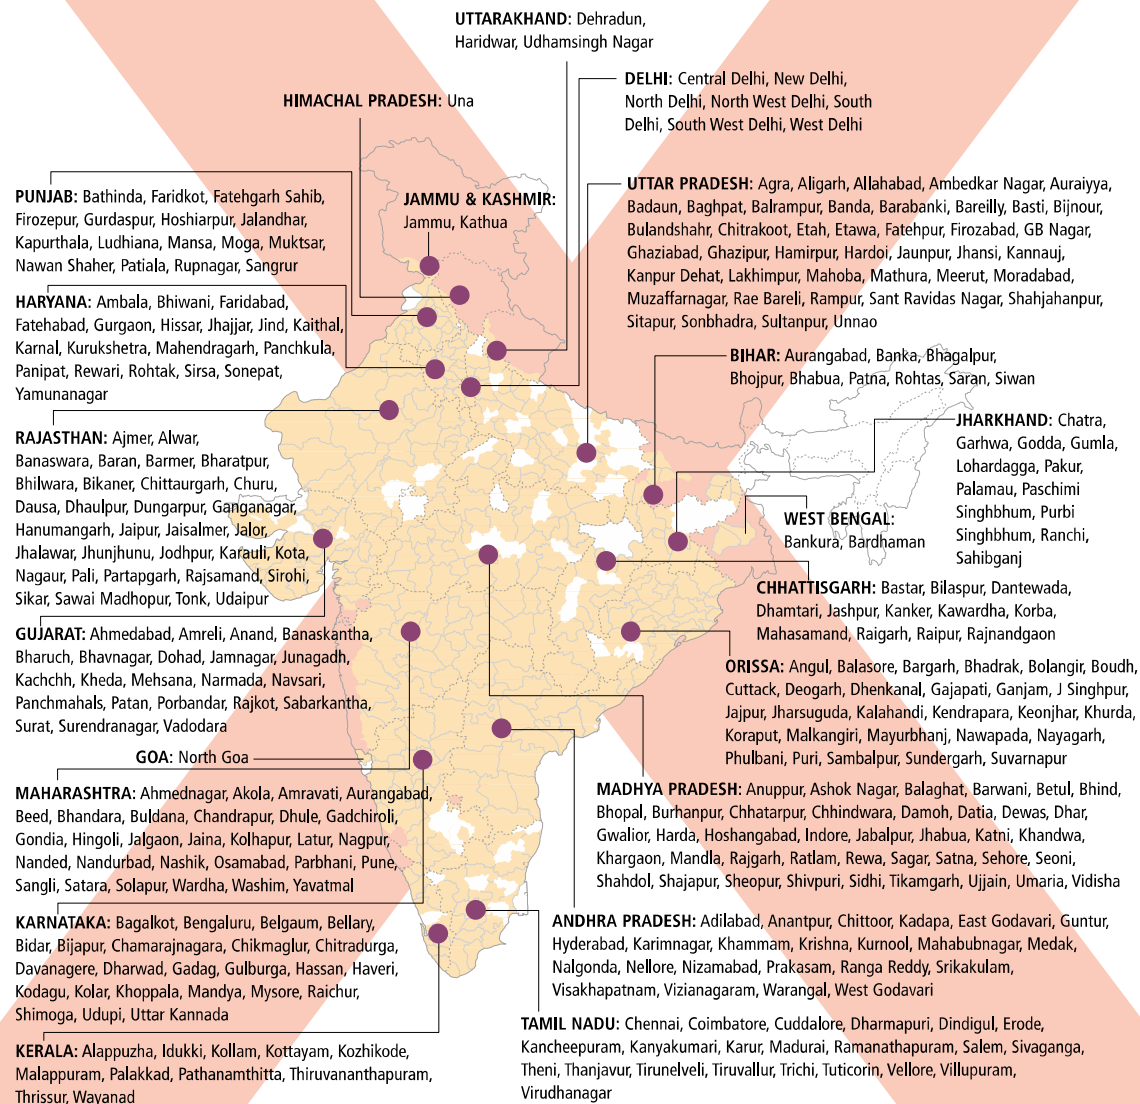 UTTARAKHAND: Dehradun,
Haridwar, Udhamsingh Nagar
DELHI: Central Delhi, New Delhi,
North Delhi, North West Delhi, South
Delhi, South West Delhi, West Delhi
HIMACHAL PRADESH: Una
PUNJAB: Bathinda, Faridkot, Fatehgarh Sahib,
Firozepur, Gurdaspur, Hoshiarpur, Jalandhar,
Kapurthala, Ludhiana, Mansa, Moga, Muktsar,
Nawan Shaher, Patiala, Rupnagar, Sangrur
JAMMU & KASHMIR:
Jammu, Kathua
UTTAR PRADESH: Agra, Aligarh, Allahabad, Ambedkar Nagar, Auraiyya,
Badaun, Baghpat, Balrampur, Banda, Barabanki, Bareilly, Basti, Bijnour,
Bulandshahr, Chitrakoot, Etah, Etawa, Fatehpur, Firozabad, GB Nagar,
Ghaziabad, Ghazipur, Hamirpur, Hardoi, Jaunpur, Jhansi, Kannauj,
Kanpur Dehat, Lakhimpur, Mahoba, Mathura, Meerut, Moradabad,
Muzaffarnagar, Rae Bareli, Rampur, Sant Ravidas Nagar, Shahjahanpur,
Sitapur, Sonbhadra, Sultanpur, Unnao
HARYANA: Ambala, Bhiwani, Faridabad,
Fatehabad, Gurgaon, Hissar, Jhajjar, Jind, Kaithal,
Karnal, Kurukshetra, Mahendragarh, Panchkula,
Panipat, Rewari, Rohtak, Sirsa, Sonepat,
Yamunanagar
BIHAR: Aurangabad, Banka, Bhagalpur,
Bhojpur, Bhabua, Patna, Rohtas, Saran, Siwan
JHARKHAND: Chatra,
Garhwa, Godda, Gumla,
Lohardagga, Pakur,
Palamau, Paschimi
Singhbhum, Purbi
Singhbhum, Ranchi,
Sahibganj
RAJASTHAN: Ajmer, Alwar,
Banaswara, Baran, Barmer, Bharatpur,
Bhilwara, Bikaner, Chittaurgarh, Churu,
Dausa, Dhaulpur, Dungarpur, Ganganagar,
Hanumangarh, Jaipur, Jaisalmer, Jalor,
Jhalawar, Jhunjhunu, Jodhpur, Karauli, Kota,
Nagaur, Pali, Partapgarh, Rajsamand, Sirohi,
Sikar, Sawai Madhopur, Tonk, Udaipur
WEST BENGAL:
Bankura, Bardhaman
CHHATTISGARH: Bastar, Bilaspur, Dantewada,
Dhamtari, Jashpur, Kanker, Kawardha, Korba,
Mahasamand, Raigarh, Raipur, Rajnandgaon
GUJARAT: Ahmedabad, Amreli, Anand, Banaskantha,
Bharuch, Bhavnagar, Dohad, Jamnagar, Junagadh,
Kachchh, Kheda, Mehsana, Narmada, Navsari,
Panchmahals, Patan, Porbandar, Rajkot, Sabarkantha,
Surat, Surendranagar, Vadodara
ORISSA: Angul, Balasore, Bargarh, Bhadrak, Bolangir, Boudh,
Cuttack, Deogarh, Dhenkanal, Gajapati, Ganjam, J Singhpur,
Jajpur, Jharsuguda, Kalahandi, Kendrapara, Keonjhar, Khurda,
Koraput, Malkangiri, Mayurbhanj, Nawapada, Nayagarh,
Phulbani, Puri, Sambalpur, Sundergarh, Suvarnapur
GOA: North Goa
MAHARASHTRA: Ahmednagar, Akola, Amravati, Aurangabad,
Beed, Bhandara, Buldana, Chandrapur, Dhule, Gadchiroli,
Gondia, Hingoli, Jalgaon, Jaina, Kolhapur, Latur, Nagpur,
Nanded, Nandurbad, Nashik, Osamabad, Parbhani, Pune,
Sangli, Satara, Solapur, Wardha, Washim, Yavatmal
MADHYA PRADESH: Anuppur, Ashok Nagar, Balaghat, Barwani, Betul, Bhind,
Bhopal, Burhanpur, Chhatarpur, Chhindwara, Damoh, Datia, Dewas, Dhar,
Gwalior, Harda, Hoshangabad, Indore, Jabalpur, Jhabua, Katni, Khandwa,
Khargaon, Mandla, Rajgarh, Ratlam, Rewa, Sagar, Satna, Sehore, Seoni,
Shahdol, Shajapur, Sheopur, Shivpuri, Sidhi, Tikamgarh, Ujjain, Umaria, Vidisha
KARNATAKA: Bagalkot, Bengaluru, Belgaum, Bellary,
Bidar, Bijapur, Chamarajnagara, Chikmaglur, Chitradurga,
Davanagere, Dharwad, Gadag, Gulburga, Hassan, Haveri,
Kodagu, Kolar, Khoppala, Mandya, Mysore, Raichur,
Shimoga, Udupi, Uttar Kannada
ANDHRA PRADESH: Adilabad, Anantpur, Chittoor, Kadapa, East Godavari, Guntur,
Hyderabad, Karimnagar, Khammam, Krishna, Kurnool, Mahabubnagar, Medak,
Nalgonda, Nellore, Nizamabad, Prakasam, Ranga Reddy, Srikakulam,
Visakhapatnam, Vizianagaram, Warangal, West Godavari
KERALA: Alappuzha, Idukki, Kollam, Kottayam, Kozhikode,
Malappuram, Palakkad, Pathanamthitta, Thiruvananthapuram,
Thrissur, Wayanad
TAMIL NADU: Chennai, Coimbatore, Cuddalore, Dharmapuri, Dindigul, Erode,
Kancheepuram, Kanyakumari, Karur, Madurai, Ramanathapuram, Salem, Sivaganga,
Theni, Thanjavur, Tirunelveli, Tiruvallur, Trichi, Tuticorin, Vellore, Villupuram,
Virudhanagar